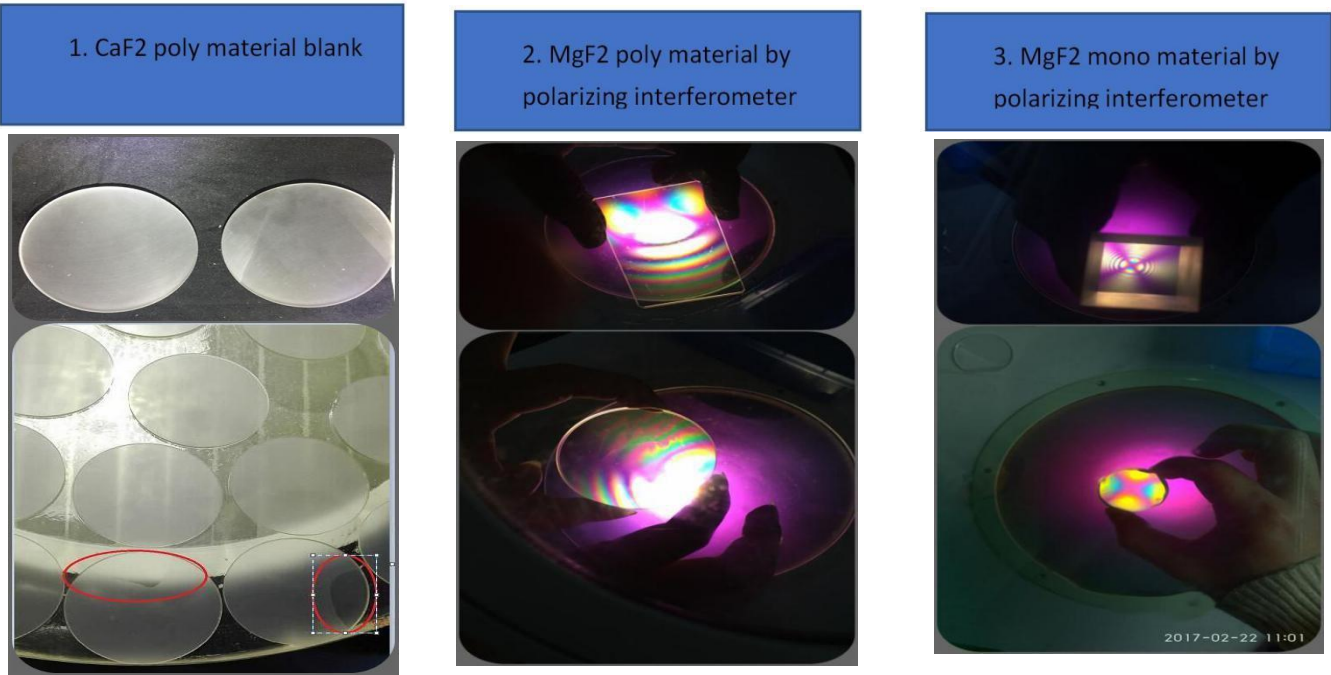 1. CaF2 poly material blank
2. MgF2 poly material by
polarizing interferometer
3. MgF2 mono material by
polarizing interferometer
2017-02-22 11:01